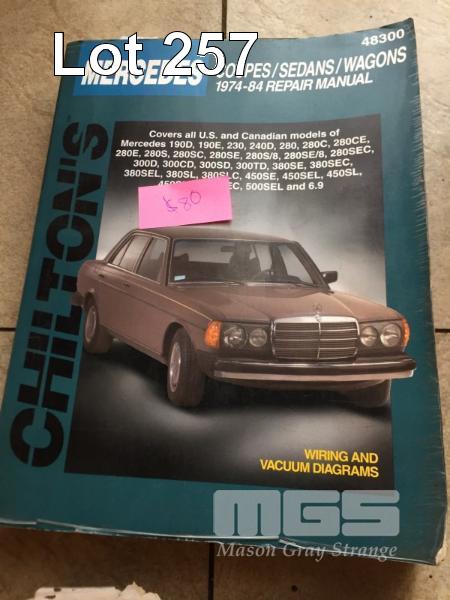 Lot 257
48300
MERCEDES COUPES/SEDANS/WAGONS
1974-84 REPAIR MANUAL
Covers all U.S. and Canadian models of
Mercedes 190D, 190E, 230, 240D, 280, 280C, 280CE,
280E, 280S, 280SC, 280SE, 280S/8, 280SE/8, 280SEC,
300D, 300CD, 300SD, 300TD, 380SE, 380SEC,
380SEL, 380SL, 380SLC, 450SE, 450SEL, 450SL,
500SEL and 6.9
$80
CHILTON'S
WIRING AND
VACUUM DIAGRAMS
MGS
Mason Gray Strange